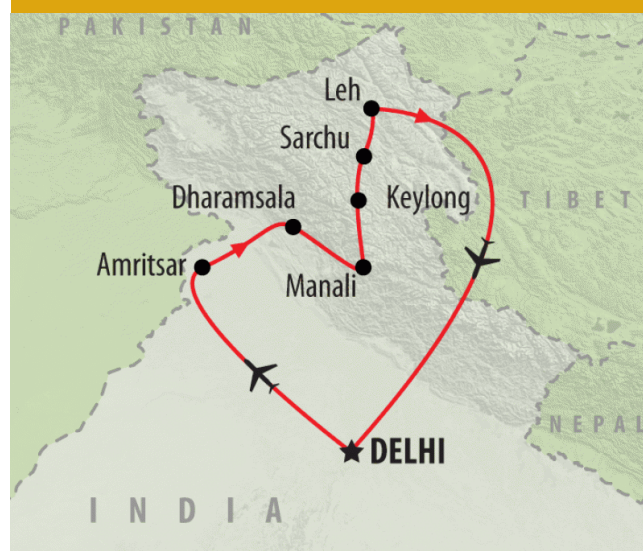 PAKISTAN
Leh
Sarchu
Dharamsala
Keylong
TIBET
Amritsar
Manali
NEPAL
DELHI
INDIA